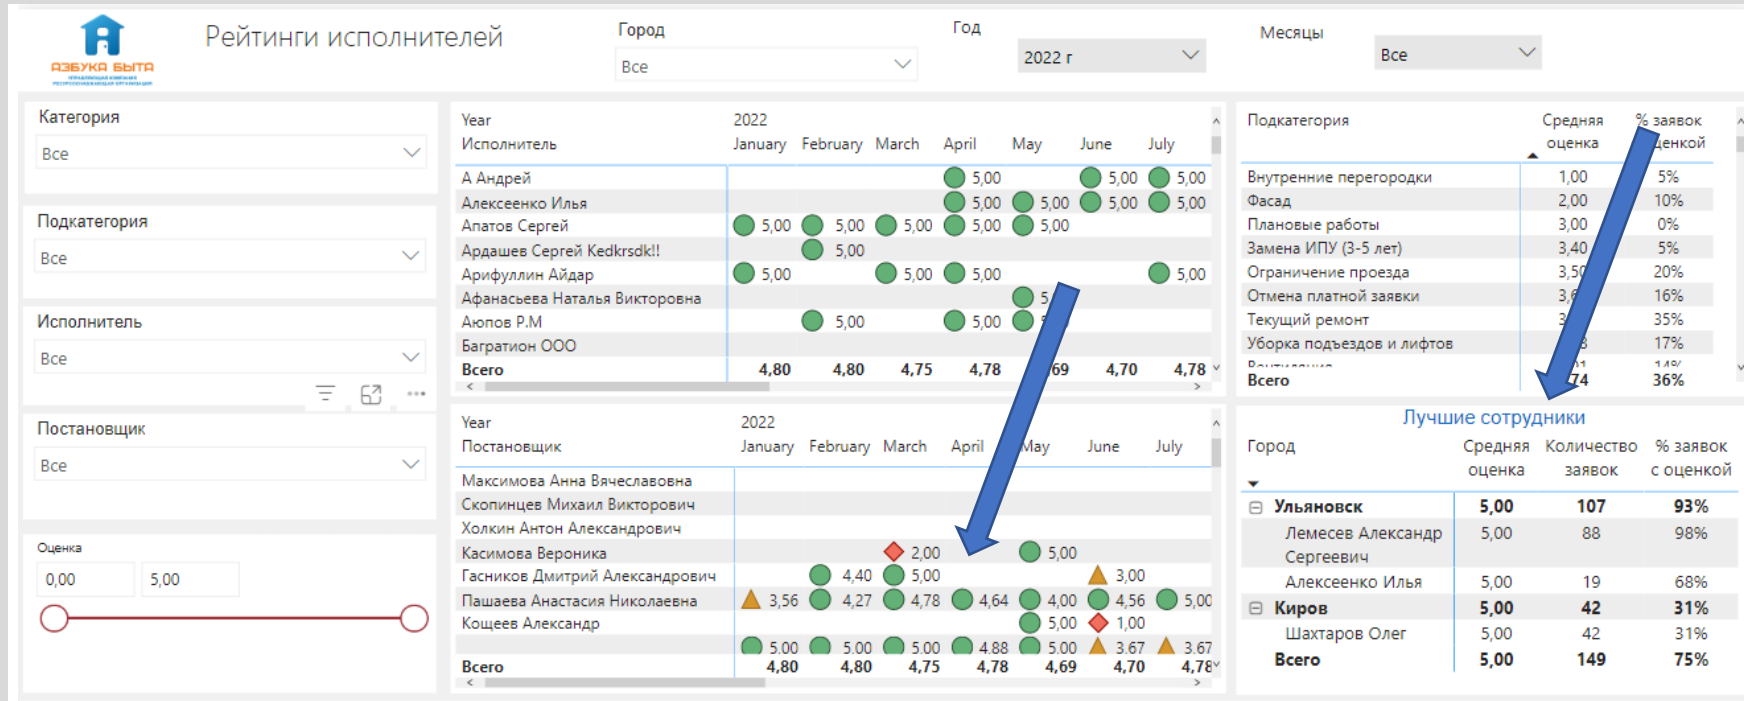 АЗБУКА БЫТА
УПРАВЛЯЮЩАЯ КОМПАНИЯ
РЕСУРСОСНАБЖАЮЩАЯ ОРГАНИЗАЦИЯ
Рейтинги исполнителей
Город
Все
Год
2022 г
Месяцы
Все
Категория
Все
Подкатегория
Все
Исполнитель
Все
Постановщик
Все
Оценка
0,00 5,00
Year 2022
Исполнитель January February March April May June July
А Андрей 5,00 5,00 5,00
Алексеенко Илья 5,00 5,00 5,00 5,00
Апатов Сергей 5,00 5,00 5,00 5,00 5,00
Ардашев Сергей Kedkrsdk!! 5,00
Арифуллин Айдар 5,00 5,00 5,00 5,00
Афанасьева Наталья Викторовна
Аюпов Р.М 5,00 5,00
Багратион ООО
Всего 4,80 4,80 4,75 4,78 69 4,70 4,78
Year 2022
Постановщик January February March April May June July
Максимова Анна Вячеславовна
Скопинцев Михаил Викторович
Холкин Антон Александрович
Касимова Вероника 2,00 5,00
Гасников Дмитрий Александрович 4,40 5,00 3,00
Пашаева Анастасия Николаевна 3,56 4,27 4,78 4,64 4,00 4,56 5,00
Кощеев Александр 5,00 1,00
5,00 5,00 5,00 4,88 5,00 3,67 3,67
Всего 4,80 4,80 4,75 4,78 4,69 4,70 4,78
Подкатегория Средняя оценка % заявок
Внутренние перегородки 1,00 5%
Фасад 2,00 10%
Плановые работы 3,00 0%
Замена ИПУ (3-5 лет) 3,40 5%
Ограничение проезда 3,50 20%
Отмена платной заявки 16%
Текущий ремонт 35%
Уборка подъездов и лифтов 17%
Вентиляция 14%
Всего 74 36%
Лучшие сотрудники
Город Средняя оценка Количество заявок % заявок с оценкой
Ульяновск 5,00 107 93%
Лемесев Александр Сергеевич 5,00 88 98%
Алексеенко Илья 5,00 19 68%
Киров 5,00 42 31%
Шахтаров Олег 5,00 42 31%
Всего 5,00 149 75%